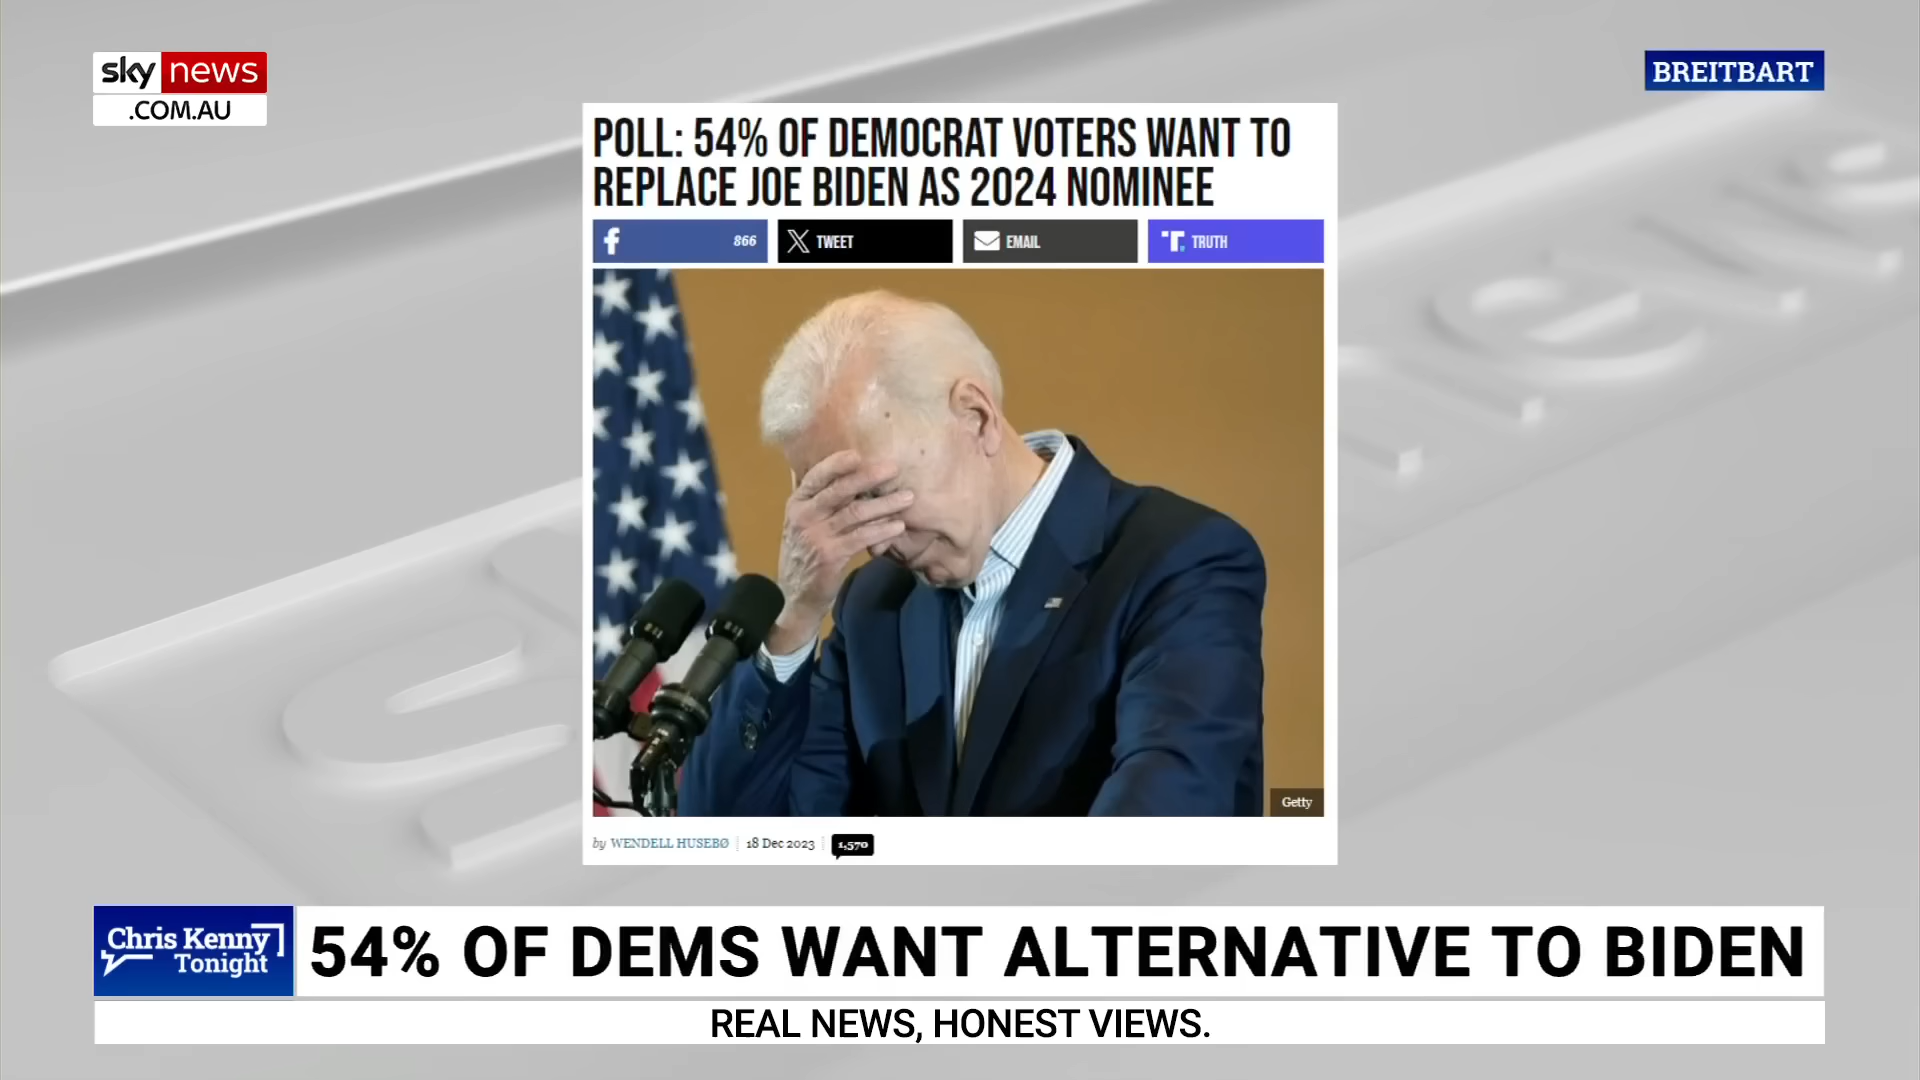 sky news
.COM.AU
BREITBART
POLL: 54% OF DEMOCRAT VOTERS WANT TO
REPLACE JOE BIDEN AS 2024 NOMINEE
866
TWEET
EMAIL
TRUTH
Getty
by WENDELL HUSEBØ | 18 Dec 2023 | 1,570
Chris Kenny
Tonight
54% OF DEMS WANT ALTERNATIVE TO BIDEN
REAL NEWS, HONEST VIEWS.